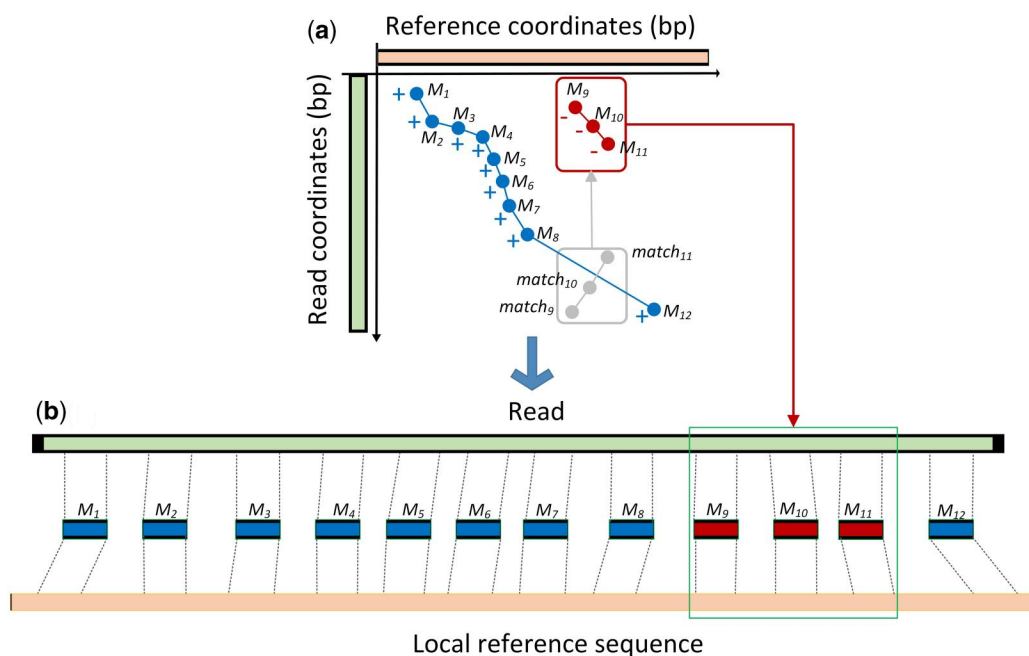 (a)
Reference coordinates (bp)
Read coordinates (bp)
M1
M2
M3
M4
M5
M6
M7
M8
M9
M10
M11
match11
match10
match9
M12
+ + + + + + + + +
- - -
(b)
Read
M1 M2 M3 M4 M5 M6 M7 M8 M9 M10 M11 M12
Local reference sequence